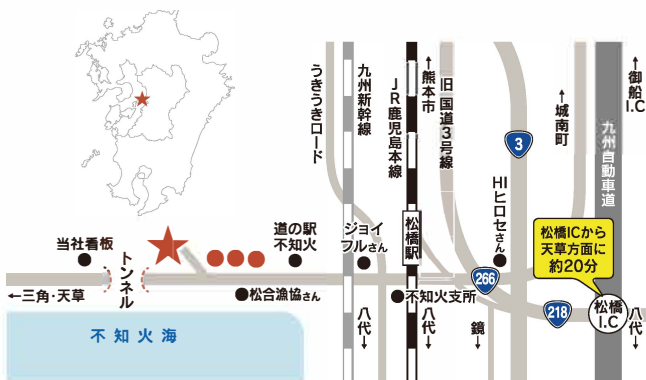 うきうきロード
九州新幹線
JR鹿児島本線
↑熊本市
旧国道3号線
3
↑城南町
九州自動車道
↑御船I.C
HIヒロセさん
松橋ICから
天草方面に
約20分
当社看板
トンネル
道の駅
不知火
ジョイ
フルさん
松橋駅
266
←三角・天草
松合漁協さん
不知火支所
218
松橋
I.C
八代↓
八代↓
鏡↓
八代↓
不知火海